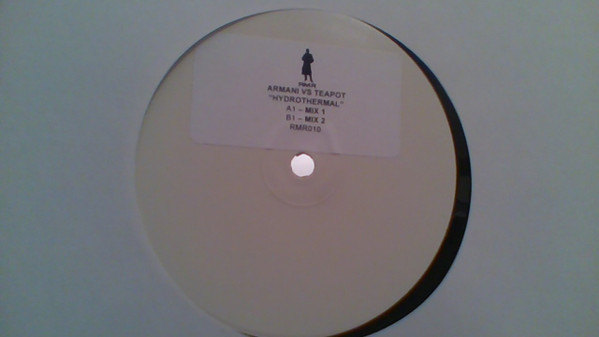 ARMANI VS TEAPOT
"HYDROTHERMAL"
A1 – MIX 1
B1 – MIX 2
RMR010